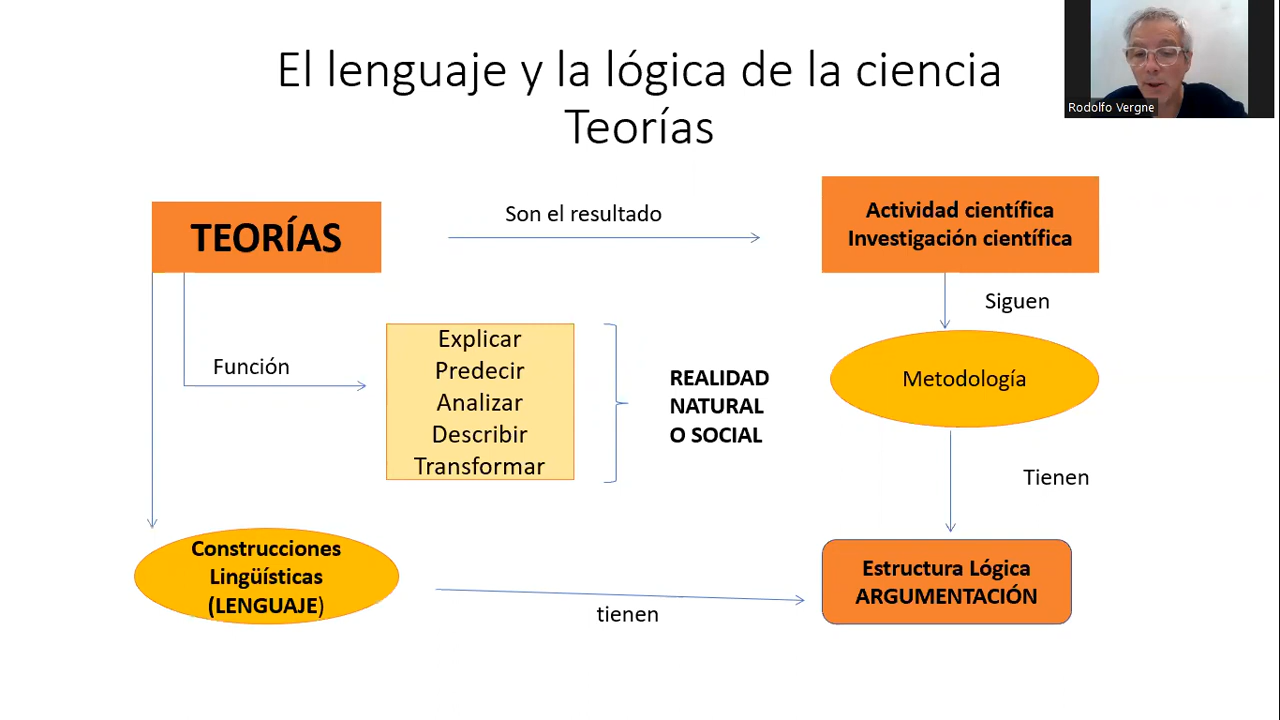 El lenguaje y la lógica de la ciencia
Teorías
Rodolfo Vergne
TEORÍAS
Son el resultado
Actividad científica
Investigación científica
Siguen
Función
Explicar
Predecir
Analizar
Describir
Transformar
REALIDAD
NATURAL
O SOCIAL
Metodología
Tienen
Construcciones
Lingüísticas
(LENGUAJE)
tienen
Estructura Lógica
ARGUMENTACIÓN